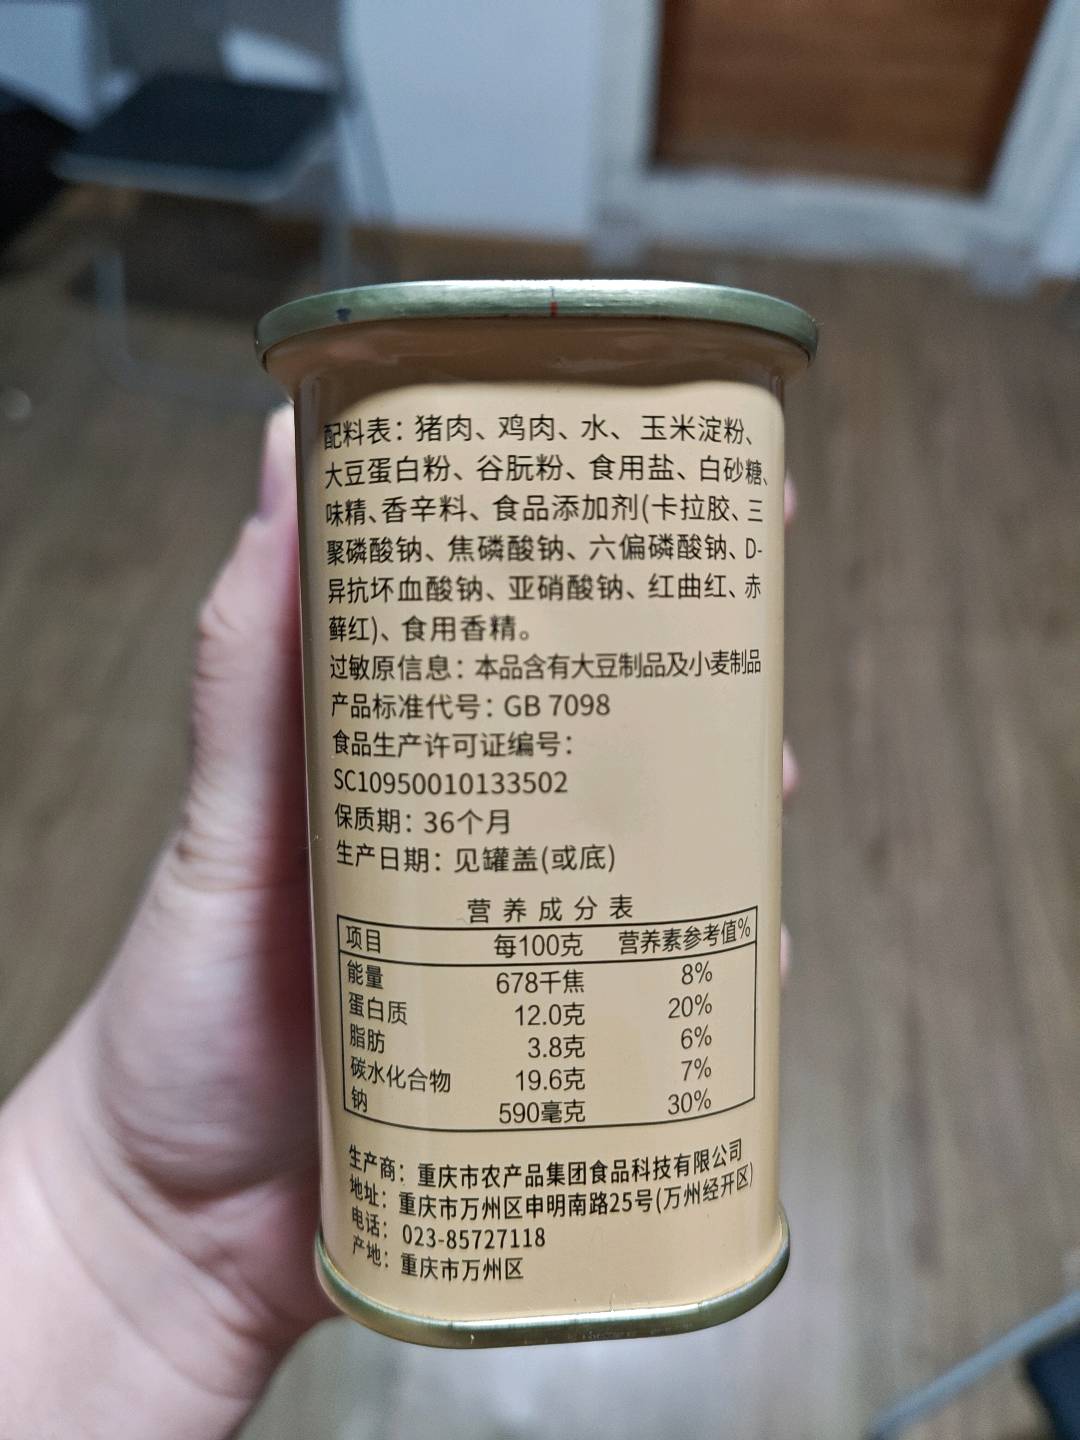 配料表：猪肉、鸡肉、水、玉米淀粉、
大豆蛋白粉、谷朊粉、食用盐、白砂糖、
味精、香辛料、食品添加剂(卡拉胶、三
聚磷酸钠、焦磷酸钠、六偏磷酸钠、D-
异抗坏血酸钠、亚硝酸钠、红曲红、赤
藓红)、食用香精。
过敏原信息：本品含有大豆制品及小麦制品
产品标准代号：GB 7098
食品生产许可证编号：
SC10950010133502
保质期：36个月
生产日期：见罐盖(或底)
营养成分表
项目 每100克 营养素参考值%
能量 678千焦 8%
蛋白质 12.0克 20%
脂肪 3.8克 6%
碳水化合物 19.6克 7%
钠 590毫克 30%
生产商：重庆市农产品集团食品科技有限公司
地址：重庆市万州区申明南路25号(万州经开区)
电话：023-85727118
产地：重庆市万州区